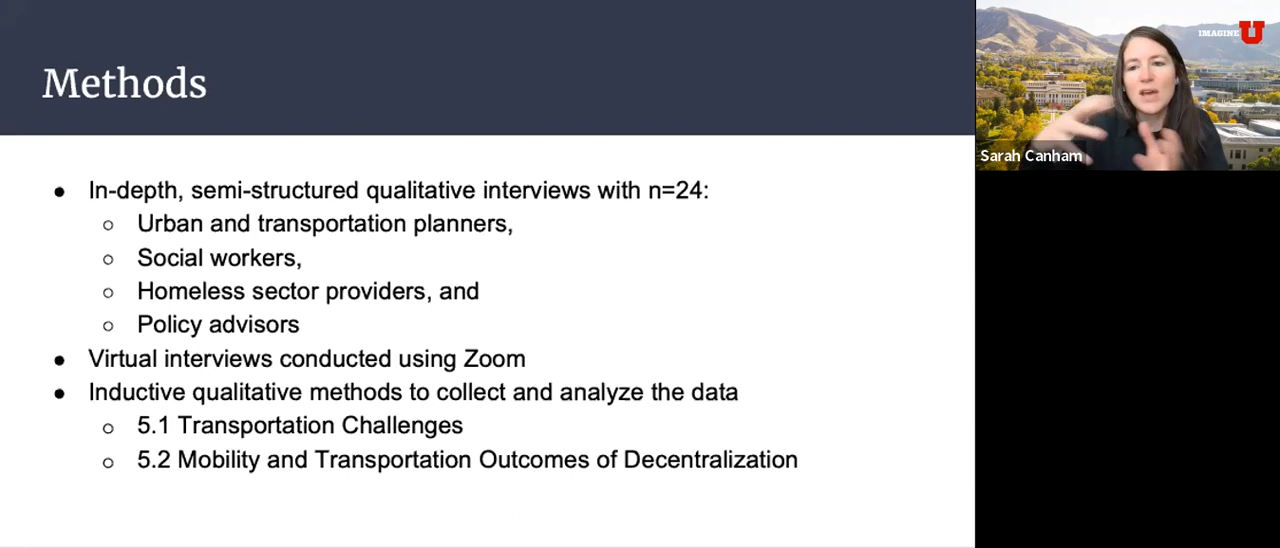 Methods
● In-depth, semi-structured qualitative interviews with n=24:
○ Urban and transportation planners,
○ Social workers,
○ Homeless sector providers, and
○ Policy advisors
● Virtual interviews conducted using Zoom
● Inductive qualitative methods to collect and analyze the data
○ 5.1 Transportation Challenges
○ 5.2 Mobility and Transportation Outcomes of Decentralization
IMAGINE U
Sarah Canham